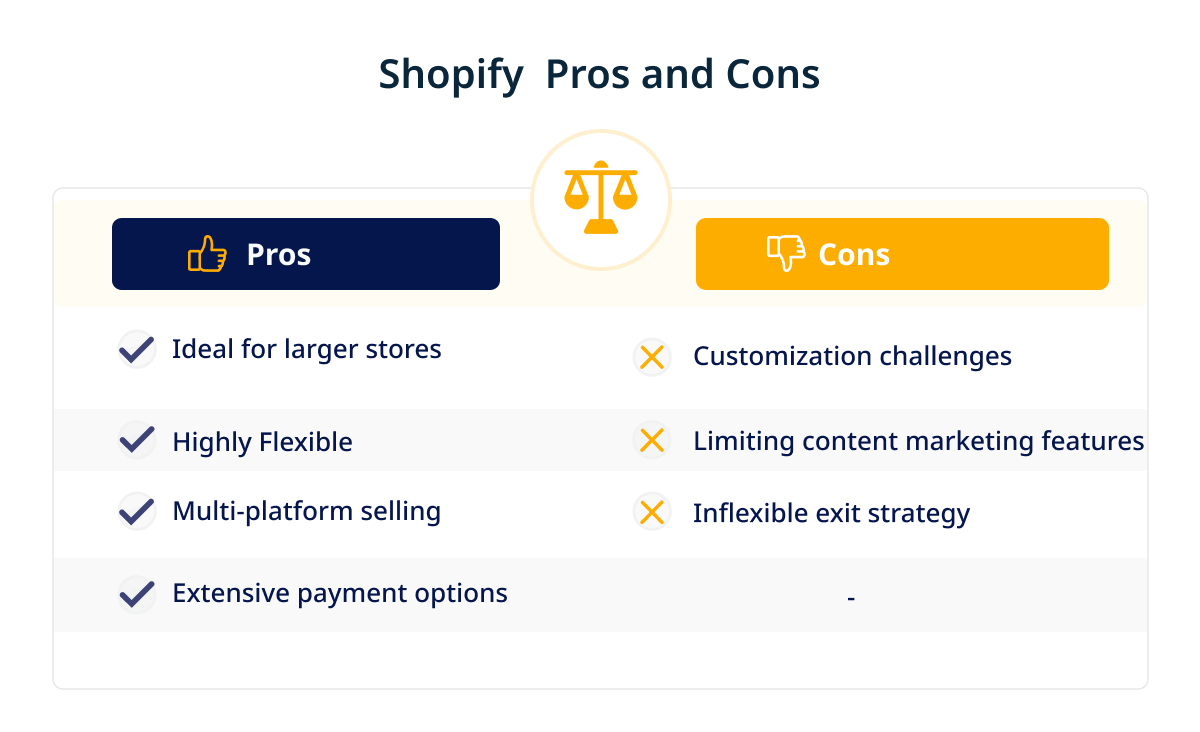 Shopify  Pros and Cons
Pros
Cons
Ideal for larger stores
Customization challenges
Highly Flexible
Limiting content marketing features
Multi-platform selling
Inflexible exit strategy
Extensive payment options
-